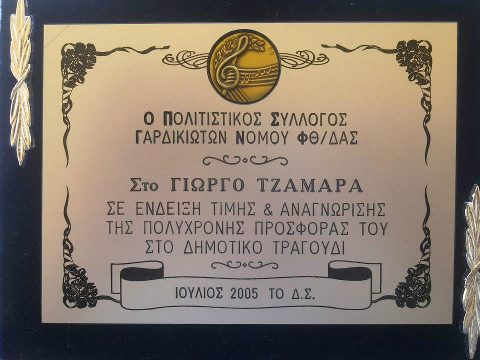 Ο ΠΟΛΙΤΙΣΤΙΚΟΣ ΣΥΛΛΟΓΟΣ
ΓΑΡΔΙΚΙΩΤΩΝ ΝΟΜΟΥ ΦΘ/ΔΑΣ
Στο ΓΙΩΡΓΟ ΤΖΑΜΑΡΑ
ΣΕ ΕΝΔΕΙΞΗ ΤΙΜΗΣ & ΑΝΑΓΝΩΡΙΣΗΣ
ΤΗΣ ΠΟΛΥΧΡΟΝΗΣ ΠΡΟΣΦΟΡΑΣ ΤΟΥ
ΣΤΟ ΔΗΜΟΤΙΚΟ ΤΡΑΓΟΥΔΙ
ΙΟΥΛΙΟΣ 2005 ΤΟ Δ.Σ.